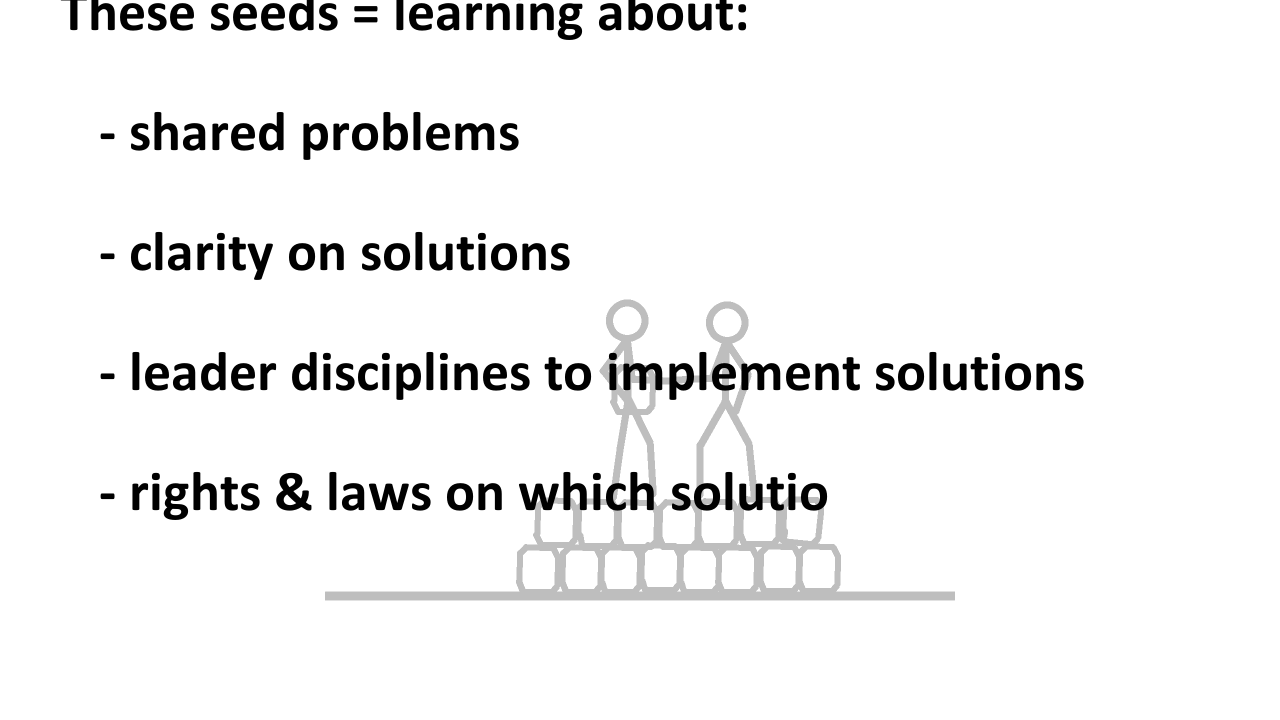 These seeds = learning about:
- shared problems
- clarity on solutions
- leader disciplines to implement solutions
- rights & laws on which solutio